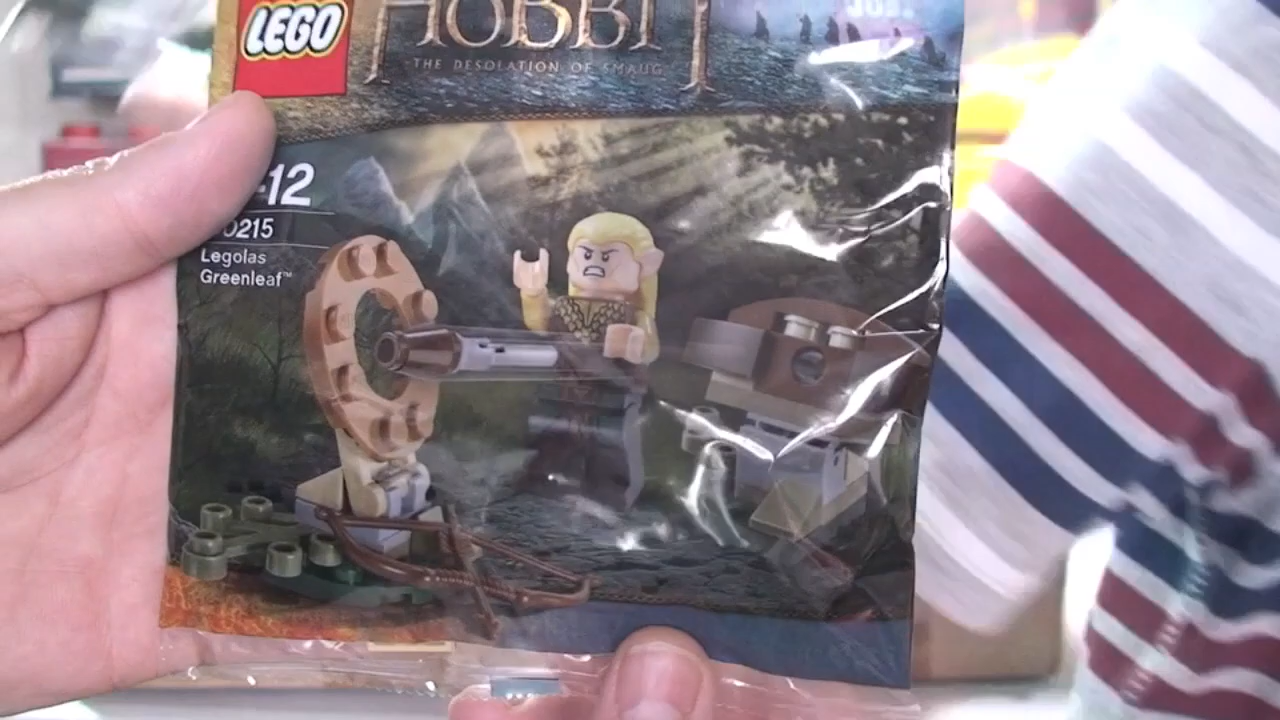 LEGO
HOBBIT
THE DESOLATION OF SMAUG
-12
0215
Legolas
Greenleaf™